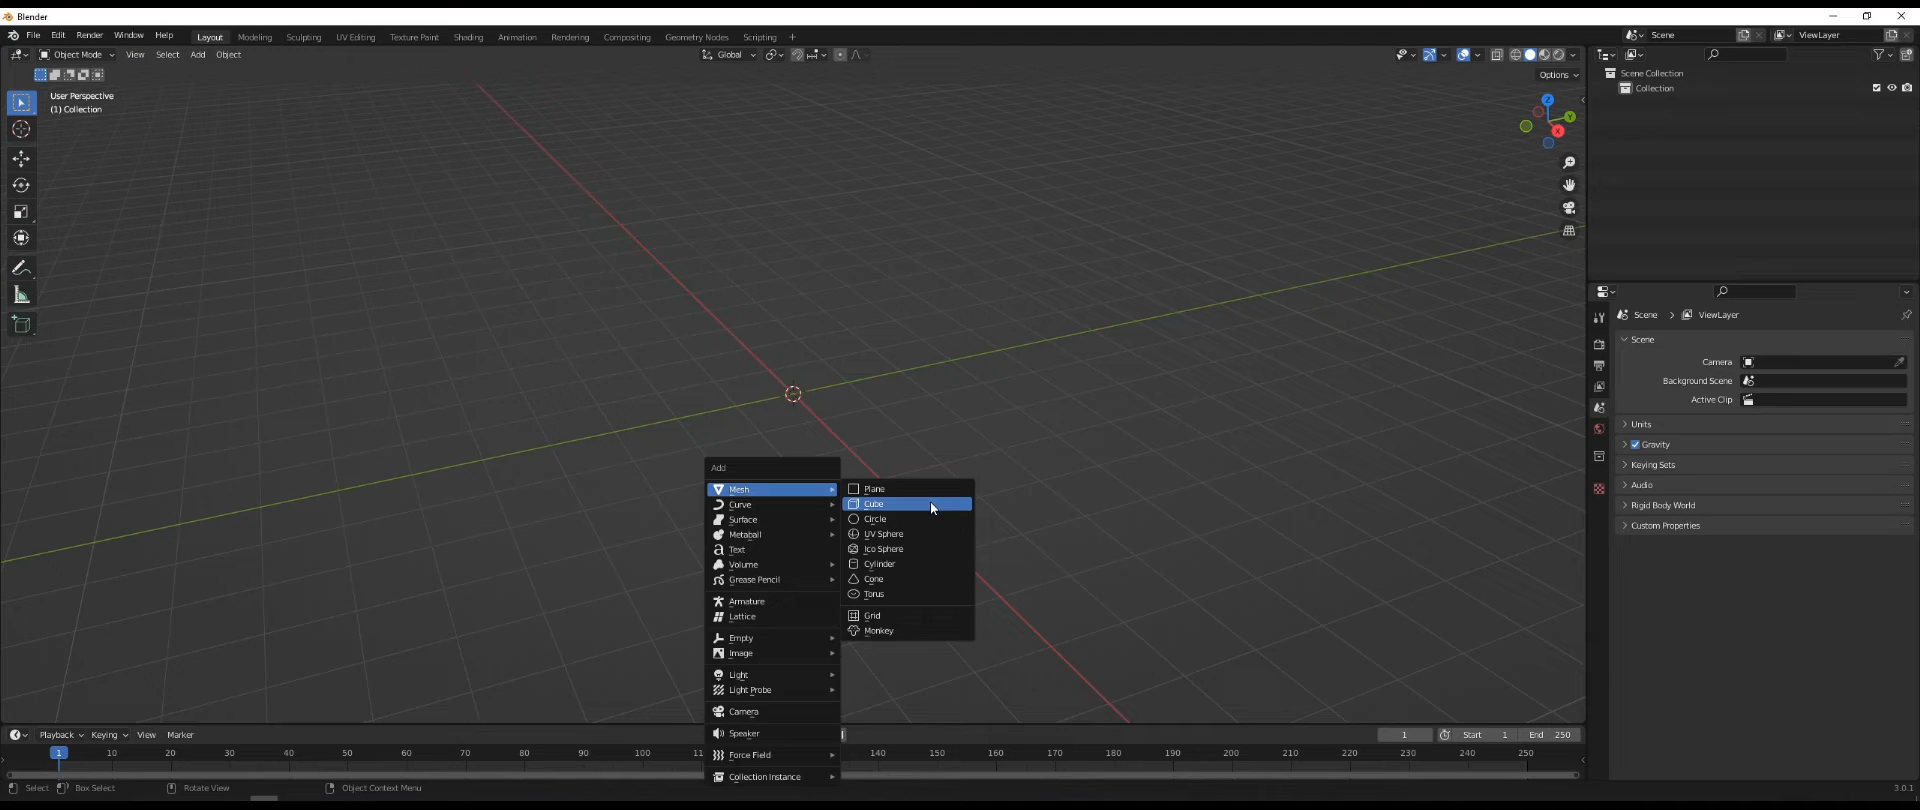 Blender
File Edit Render Window Help Layout Modeling Sculpting UV Editing Texture Paint Shading Animation Rendering Compositing Geometry Nodes Scripting + Scene ViewLayer
Object Mode View Select Add Object Global
Options
User Perspective
(1) Collection
Z
Y
X
Scene Collection
Collection
Scene > ViewLayer
Scene
Camera
Background Scene
Active Clip
Units
Gravity
Keying Sets
Audio
Rigid Body World
Custom Properties
Add
Mesh
Curve
Surface
Metaball
Text
Volume
Grease Pencil
Armature
Lattice
Empty
Image
Light
Light Probe
Camera
Speaker
Force Field
Collection Instance
Plane
Cube
Circle
UV Sphere
Ico Sphere
Cylinder
Cone
Torus
Grid
Monkey
Playback Keying View Marker 1 Start 1 End 250
1 10 20 30 40 50 60 70 80 90 100 140 150 160 170 180 190 200 210 220 230 240 250
Select Box Select Rotate View Object Context Menu 3.0.1